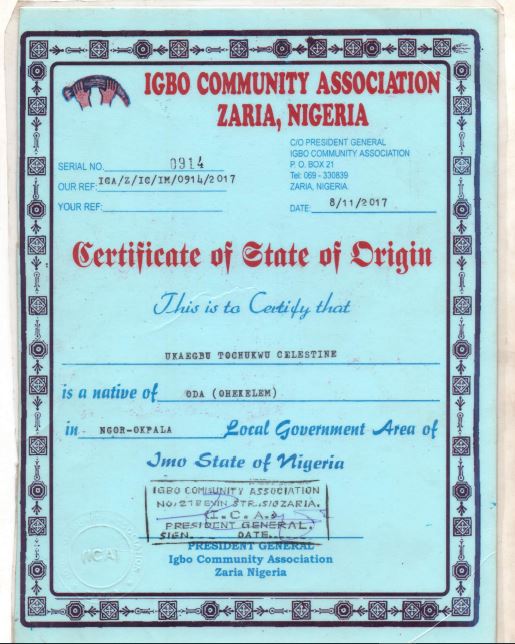 IGBO COMMUNITY ASSOCIATION
ZARIA, NIGERIA
C/O PRESIDENT GENERAL
IGBO COMMUNITY ASSOCIATION
P. O. BOX 21
Tel: 069 - 330839
ZARIA, NIGERIA.
SERIAL NO. 0914
OUR REF: ICA/Z/IC/IM/0914/2017
YOUR REF:
DATE 8/11/2017
Certificate of State of Origin
This is to Certify that
UKAEGBU TOCHUKWU CELESTINE
is a native of ODA (OHEKELEM)
in NGOR-OKPALA Local Government Area of
Imo State of Nigeria
IGBO COMMUNITY ASSOCIATION
ZARIA.
(I.C.A.)
PRESIDENT GENERAL.
SIGN. DATE
PRESIDENT GENERAL
Igbo Community Association
Zaria Nigeria